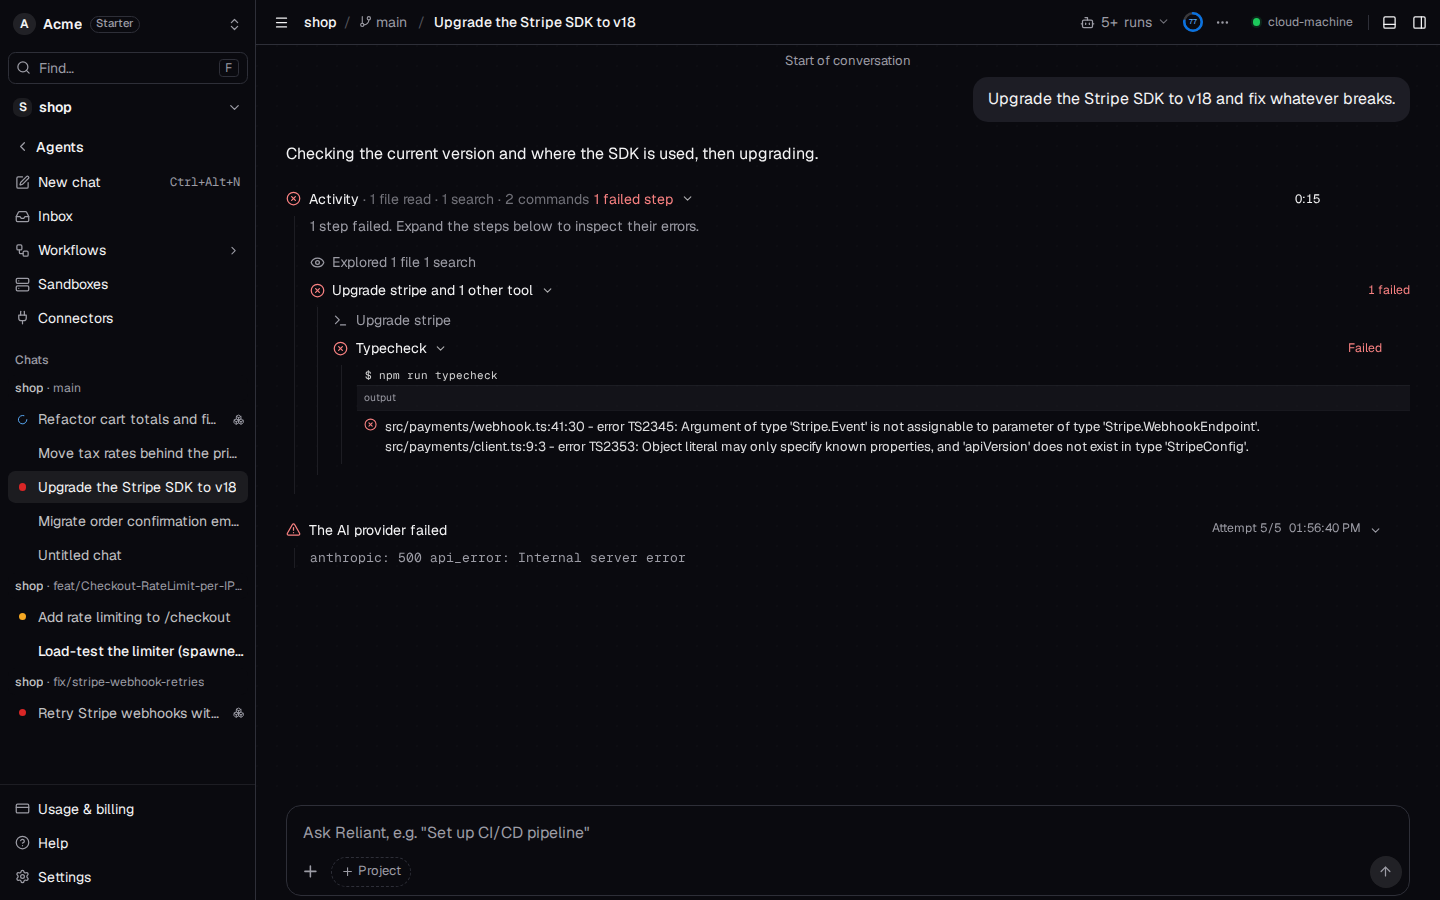 A Acme Starter
Find... F
S shop
Agents
New chat Ctrl+Alt+N
Inbox
Workflows
Sandboxes
Connectors
Chats
shop · main
Refactor cart totals and fi...
Move tax rates behind the pri...
Upgrade the Stripe SDK to v18
Migrate order confirmation em...
Untitled chat
shop · feat/Checkout-RateLimit-per-IP...
Add rate limiting to /checkout
Load-test the limiter (spawne...
shop · fix/stripe-webhook-retries
Retry Stripe webhooks wit...
Usage & billing
Help
Settings
shop / main / Upgrade the Stripe SDK to v18
5+ runs 77 cloud-machine
Start of conversation
Upgrade the Stripe SDK to v18 and fix whatever breaks.
Checking the current version and where the SDK is used, then upgrading.
Activity · 1 file read · 1 search · 2 commands 1 failed step 0:15
1 step failed. Expand the steps below to inspect their errors.
Explored 1 file 1 search
Upgrade stripe and 1 other tool 1 failed
Upgrade stripe
Typecheck Failed
$ npm run typecheck
output
src/payments/webhook.ts:41:30 - error TS2345: Argument of type 'Stripe.Event' is not assignable to parameter of type 'Stripe.WebhookEndpoint'.
src/payments/client.ts:9:3 - error TS2353: Object literal may only specify known properties, and 'apiVersion' does not exist in type 'StripeConfig'.
The AI provider failed Attempt 5/5 01:56:40 PM
anthropic: 500 api_error: Internal server error
Ask Reliant, e.g. "Set up CI/CD pipeline"
+ Project